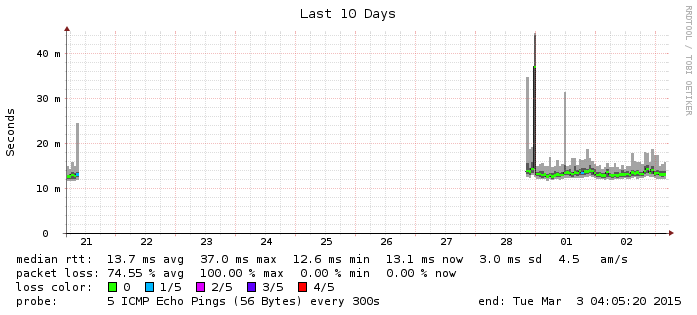 Last 10 Days
RRDTOOL / TOBI OETIKER
Seconds
40 m
30 m
20 m
10 m
0
21 22 23 24 25 26 27 28 01 02
median rtt: 13.7 ms avg 37.0 ms max 12.6 ms min 13.1 ms now 3.0 ms sd 4.5 am/s
packet loss: 74.55 % avg 100.00 % max 0.00 % min 0.00 % now
loss color: 0 1/5 2/5 3/5 4/5
probe: 5 ICMP Echo Pings (56 Bytes) every 300s end: Tue Mar 3 04:05:20 2015